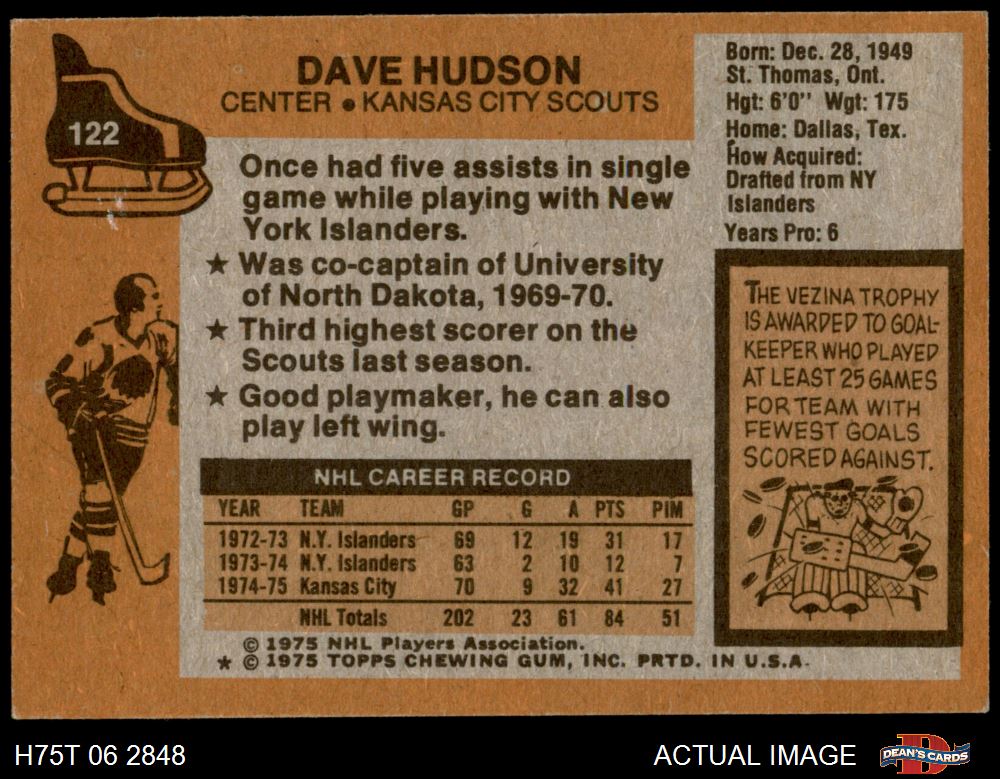 122
DAVE HUDSON
CENTER • KANSAS CITY SCOUTS
Born: Dec. 28, 1949
St. Thomas, Ont.
Hgt: 6'0" Wgt: 175
Home: Dallas, Tex.
How Acquired:
Drafted from NY
Islanders
Years Pro: 6
Once had five assists in single
game while playing with New
York Islanders.
★ Was co-captain of University
of North Dakota, 1969-70.
★ Third highest scorer on the
Scouts last season.
★ Good playmaker, he can also
play left wing.
THE VEZINA TROPHY
IS AWARDED TO GOAL-
KEEPER WHO PLAYED
AT LEAST 25 GAMES
FOR TEAM WITH
FEWEST GOALS
SCORED AGAINST.
NHL CAREER RECORD
YEAR TEAM GP G A PTS PIM
1972-73 N.Y. Islanders 69 12 19 31 17
1973-74 N.Y. Islanders 63 2 10 12 7
1974-75 Kansas City 70 9 32 41 27
NHL Totals 202 23 61 84 51
© 1975 NHL Players Association.
★ © 1975 TOPPS CHEWING GUM, INC. PRTD. IN U.S.A.
H75T 06 2848
ACTUAL IMAGE
DEAN'S CARDS